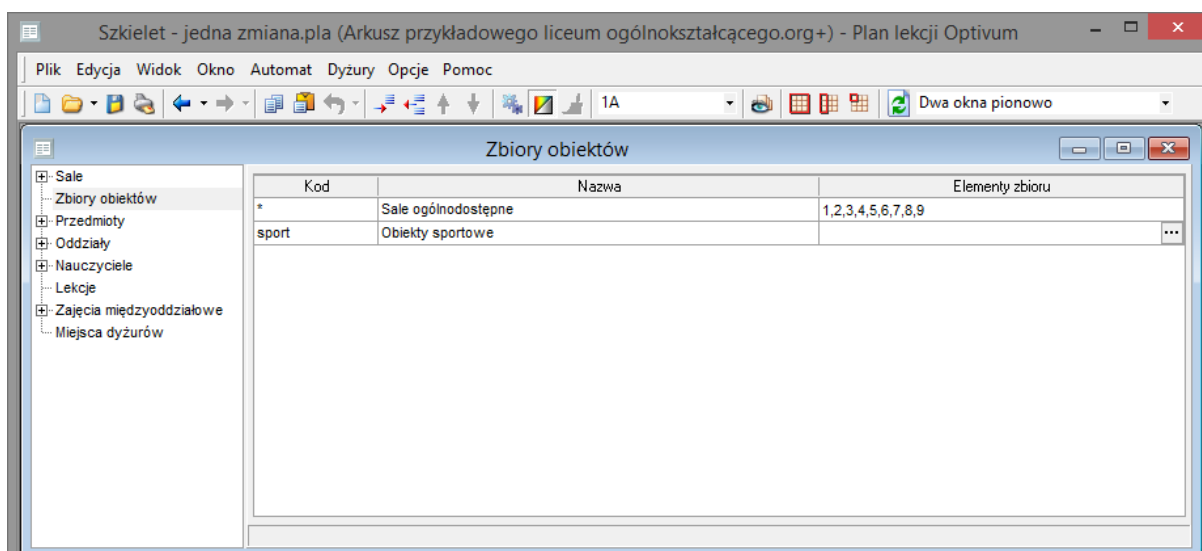 Szkielet - jedna zmiana.pla (Arkusz przykładowego liceum ogólnokształcącego.org+) - Plan lekcji Optivum
Plik Edycja Widok Okno Automat Dyżury Opcje Pomoc
1A Dwa okna pionowo
Zbiory obiektów
Sale
Zbiory obiektów
Przedmioty
Oddziały
Nauczyciele
Lekcje
Zajęcia międzyoddziałowe
Miejsca dyżurów
Kod Nazwa Elementy zbioru
* Sale ogólnodostępne 1,2,3,4,5,6,7,8,9
sport Obiekty sportowe ...